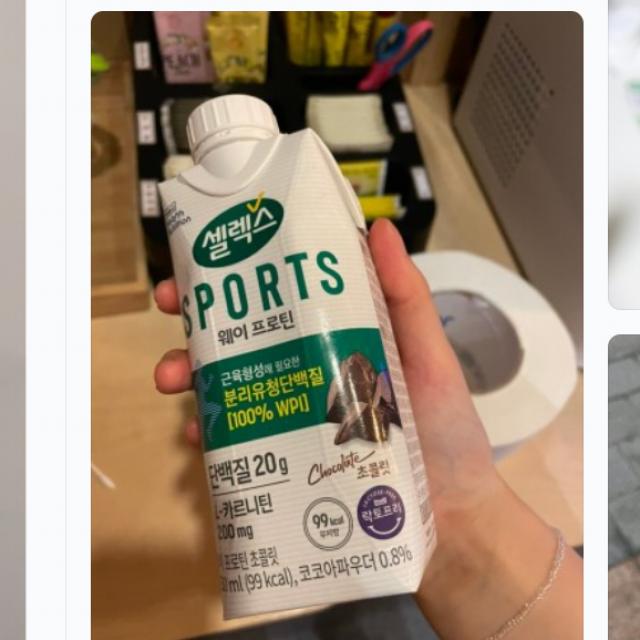 셀렉스
SPORTS
웨이 프로틴
근육형성에 필요한
분리유청단백질
[100% WPI]
단백질 20g
Chocolate
초콜릿
L-카르니틴
200 mg
99 kcal
락토프리
프로틴 초콜릿
ml (99 kcal), 코코아파우더 0.8%